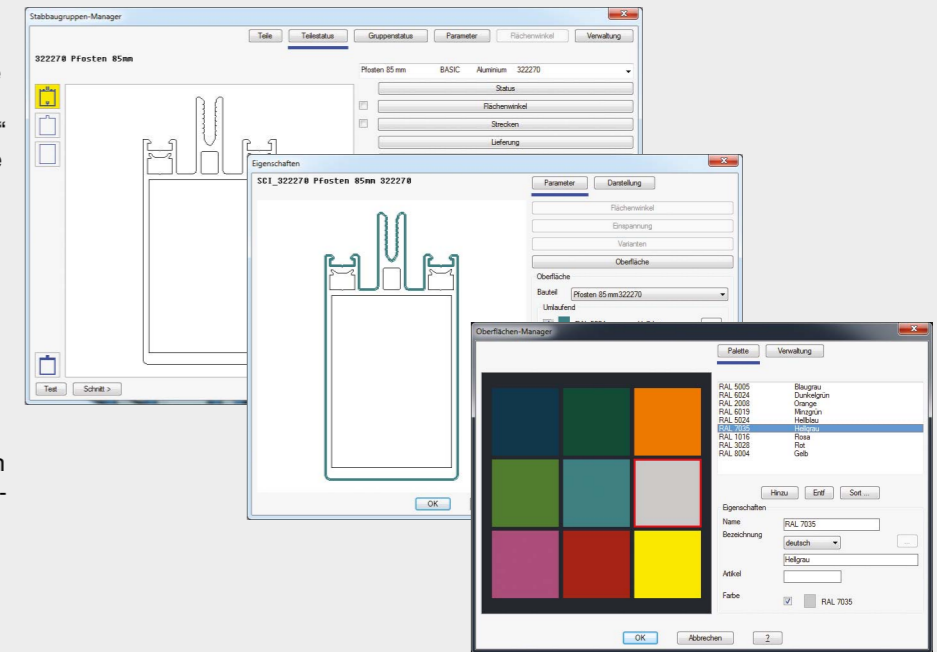 Stabbaugruppen-Manager
Teile Teilestatus Gruppenstatus Parameter Flächenwinkel Verwaltung
322270 Pfosten 85mm
Pfosten 85 mm BASIC Aluminium 322270
Status
Flächenwinkel
Strecken
Lieferung
Test Schnitt >
Eigenschaften
SCI_322270 Pfosten 85mm 322270
Parameter Darstellung
Flächenwinkel
Einspannung
Varianten
Oberfläche
Oberfläche
Bauteil Pfosten 85 mm322270
Umlaufend
OK
Oberflächen-Manager
Palette Verwaltung
RAL 5005 Blaugrau
RAL 6024 Dunkelgrün
RAL 2008 Orange
RAL 6019 Minzgrün
RAL 5024 Hellblau
RAL 7035 Hellgrau
RAL 1016 Rosa
RAL 3028 Rot
RAL 8004 Gelb
Hinzu Entf Sort ...
Eigenschaften
Name RAL 7035
Bezeichnung deutsch ...
Hellgrau
Artikel
Farbe RAL 7035
OK Abbrechen ?